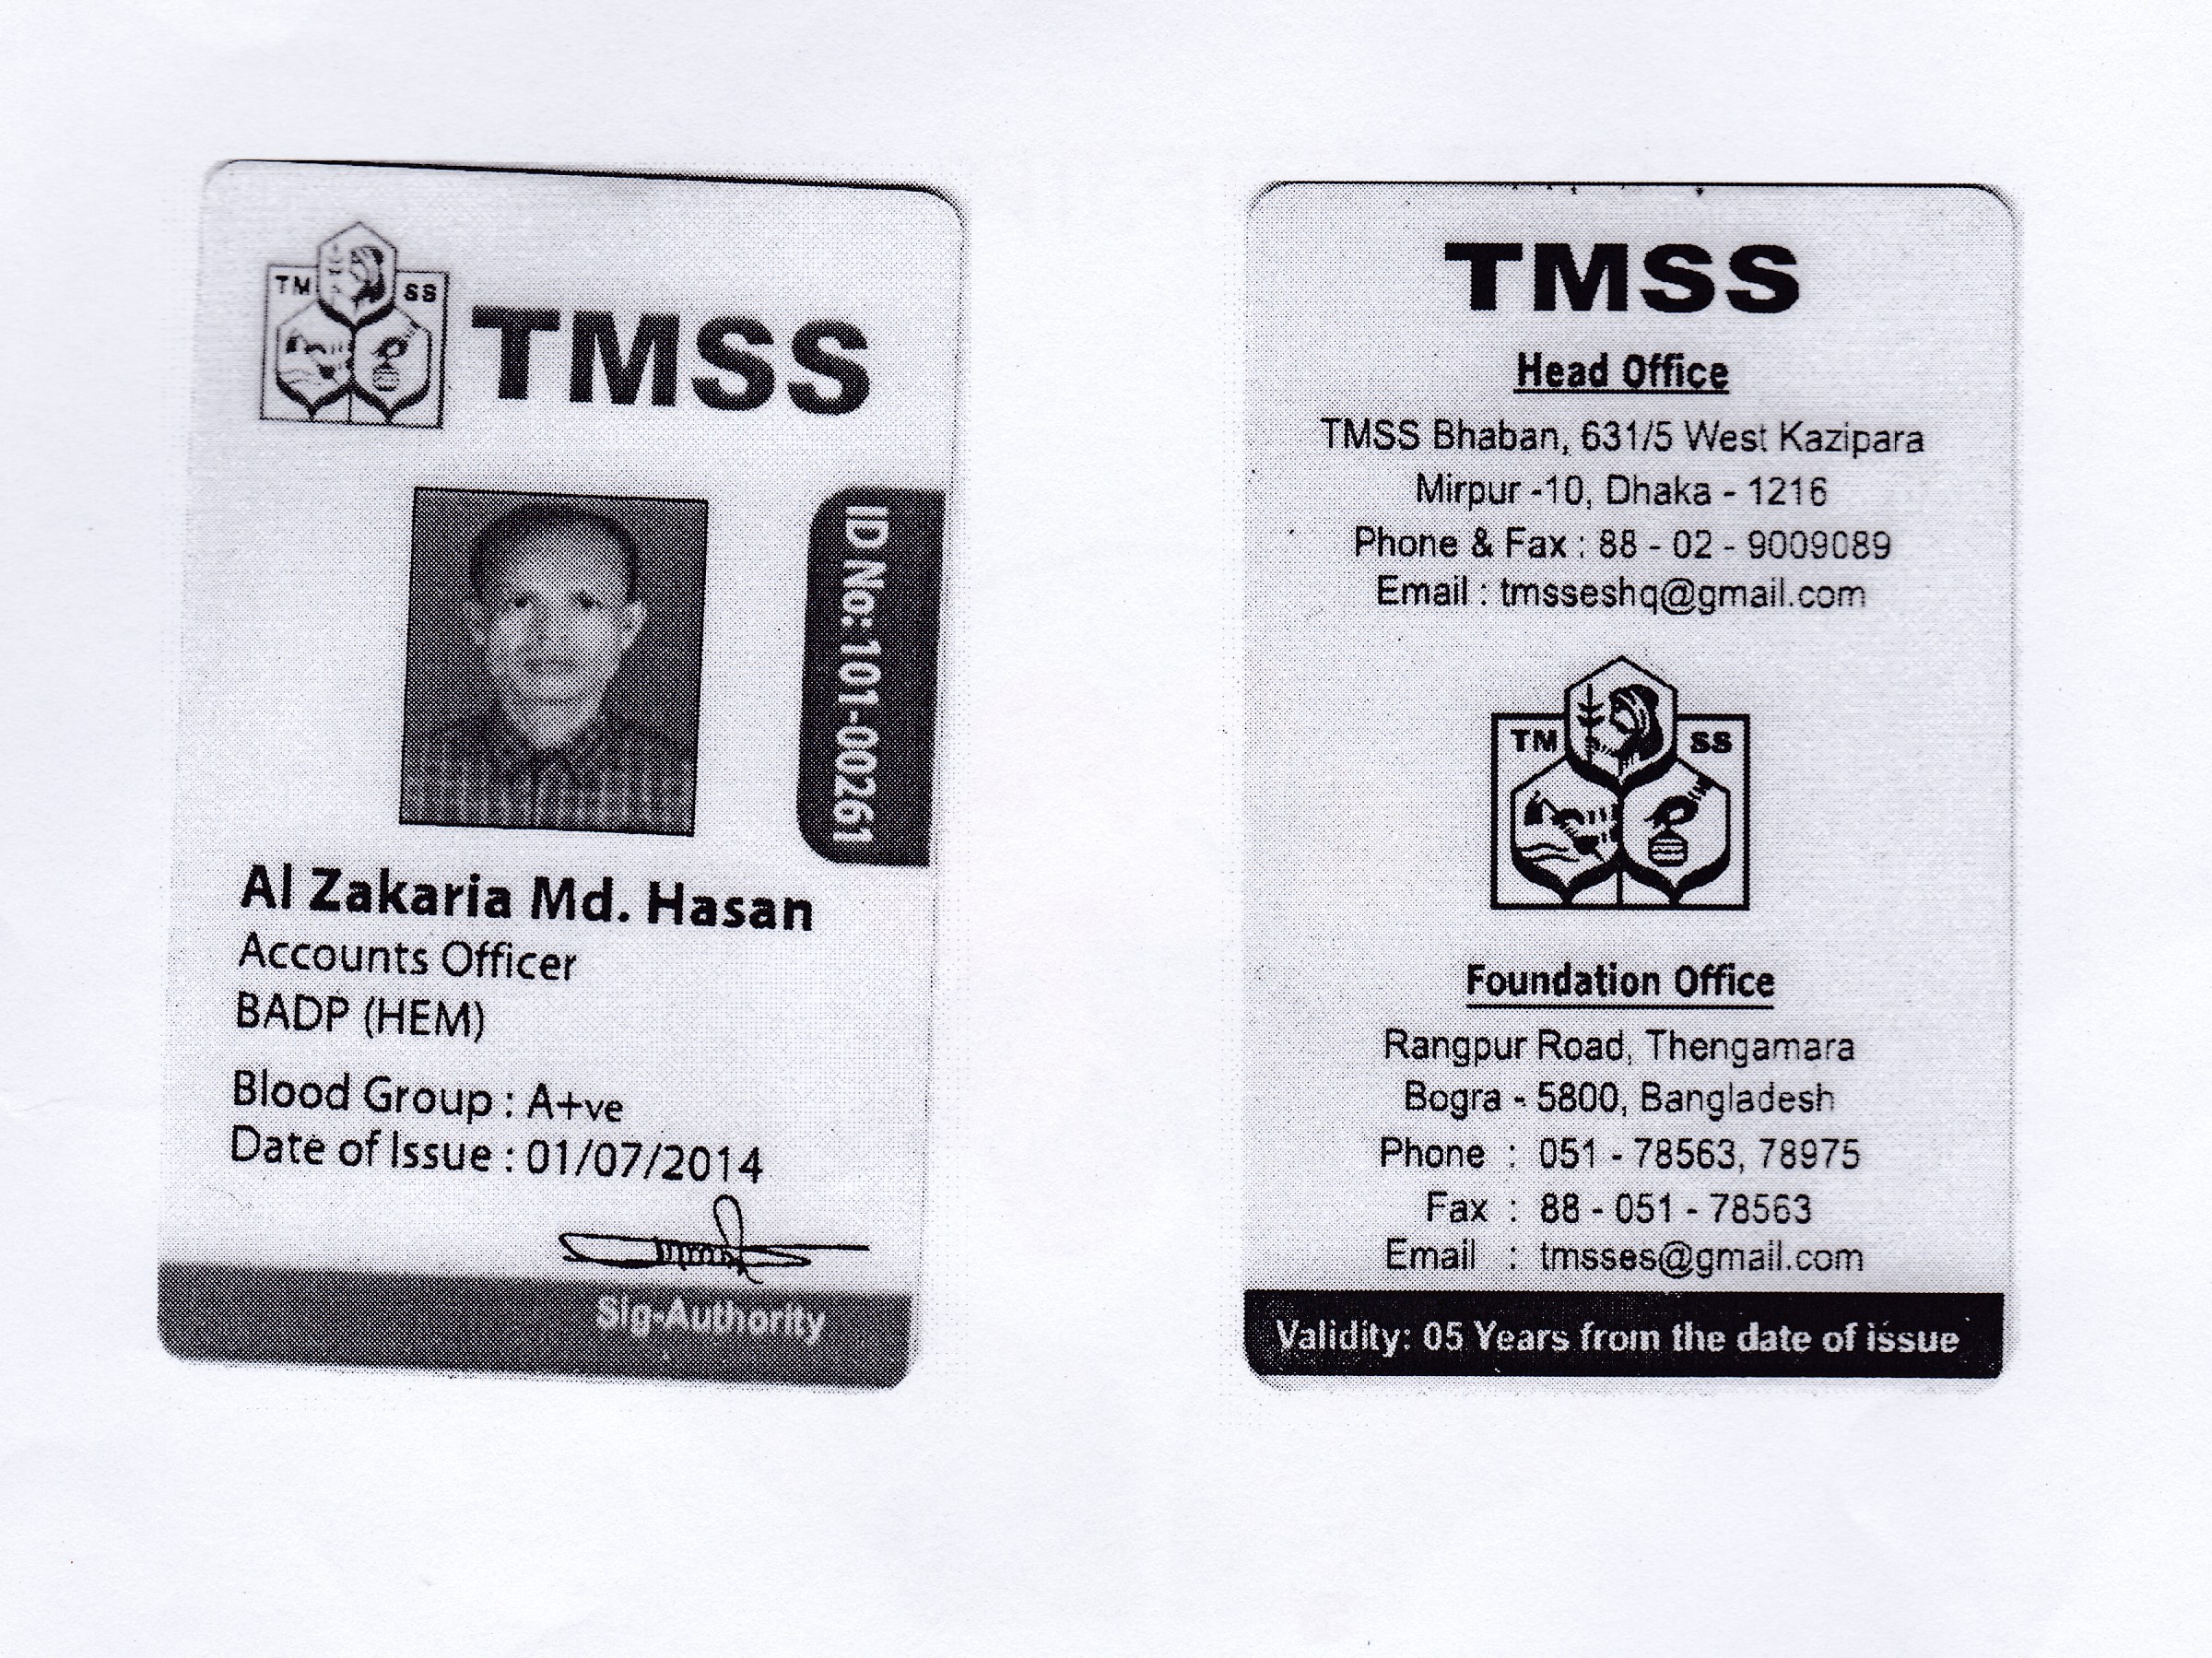 TM SS
TMSS
ID No: 101-00261
Al Zakaria Md. Hasan
Accounts Officer
BADP (HEM)
Blood Group : A+ve
Date of Issue : 01/07/2014
Sig-Authority
TMSS
Head Office
TMSS Bhaban, 631/5 West Kazipara
Mirpur -10, Dhaka - 1216
Phone & Fax : 88 - 02 - 9009089
Email : tmsseshq@gmail.com
TM SS
Foundation Office
Rangpur Road, Thengamara
Bogra - 5800, Bangladesh
Phone : 051 - 78563, 78975
Fax : 88 - 051 - 78563
Email : tmsses@gmail.com
Validity: 05 Years from the date of issue